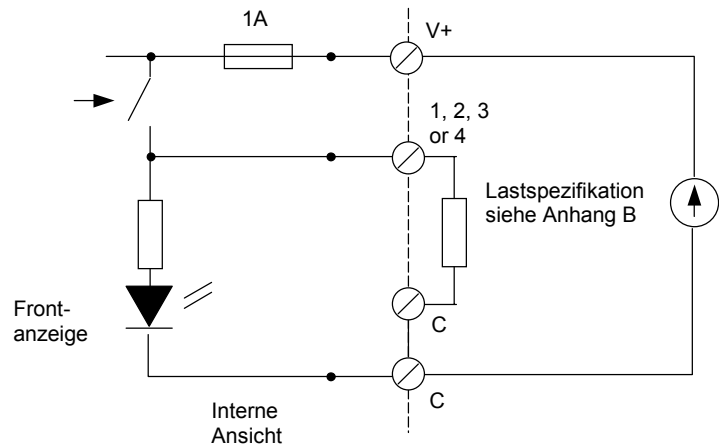 1A
V+
1, 2, 3
or 4
Lastspezifikation
siehe Anhang B
Front-
anzeige
C
C
Interne
Ansicht